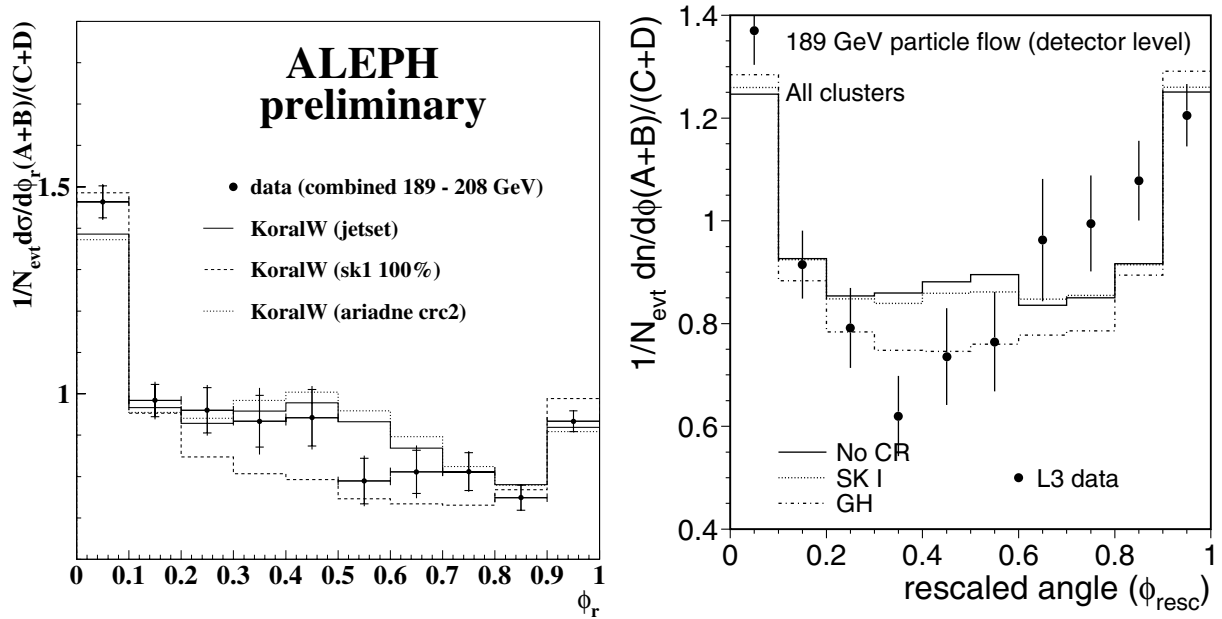 1/N_evt dσ/dϕ_r(A+B)/(C+D)
ALEPH
preliminary
data (combined 189 - 208 GeV)
KoralW (jetset)
KoralW (sk1 100%)
KoralW (ariadne crc2)
1.5
1
0 0.1 0.2 0.3 0.4 0.5 0.6 0.7 0.8 0.9 1
ϕ_r
1/N_evt dn/dϕ(A+B)/(C+D)
1.4
1.2
1
0.8
0.6
0.4
189 GeV particle flow (detector level)
All clusters
No CR
SK I
GH
L3 data
0 0.2 0.4 0.6 0.8 1
rescaled angle (ϕ_resc)